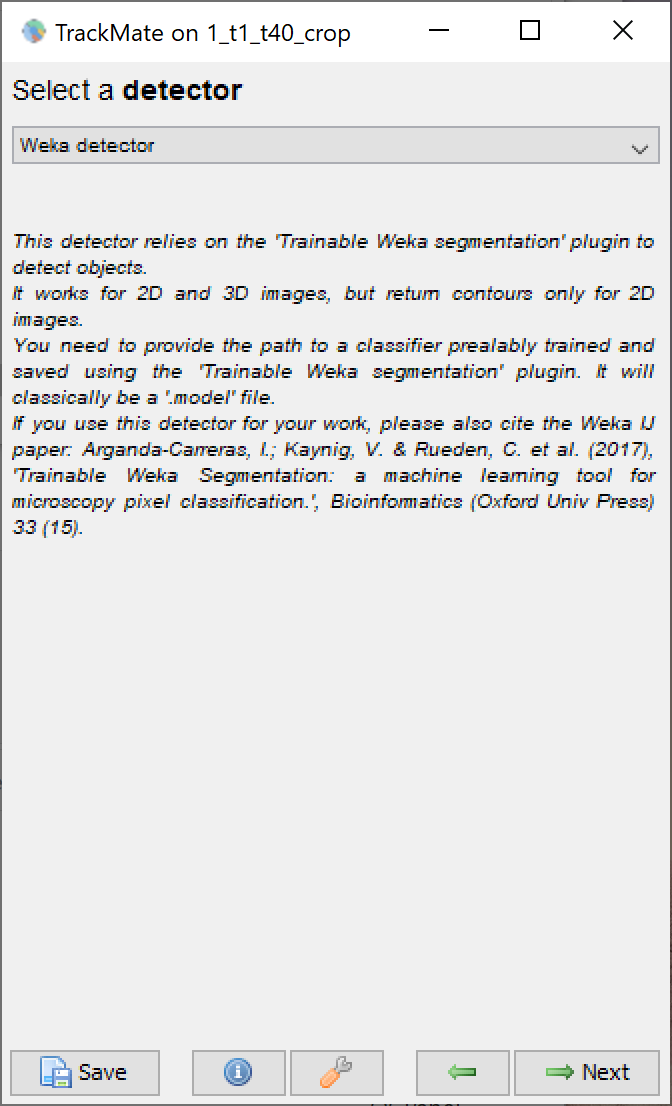 TrackMate on 1_t1_t40_crop
Select a detector
Weka detector
This detector relies on the 'Trainable Weka segmentation' plugin to
detect objects.
It works for 2D and 3D images, but return contours only for 2D
images.
You need to provide the path to a classifier prealably trained and
saved using the 'Trainable Weka segmentation' plugin. It will
classically be a '.model' file.
If you use this detector for your work, please also cite the Weka IJ
paper: Arganda-Carreras, I.; Kaynig, V. & Rueden, C. et al. (2017),
'Trainable Weka Segmentation: a machine learning tool for
microscopy pixel classification.', Bioinformatics (Oxford Univ Press)
33 (15).
Save
Next